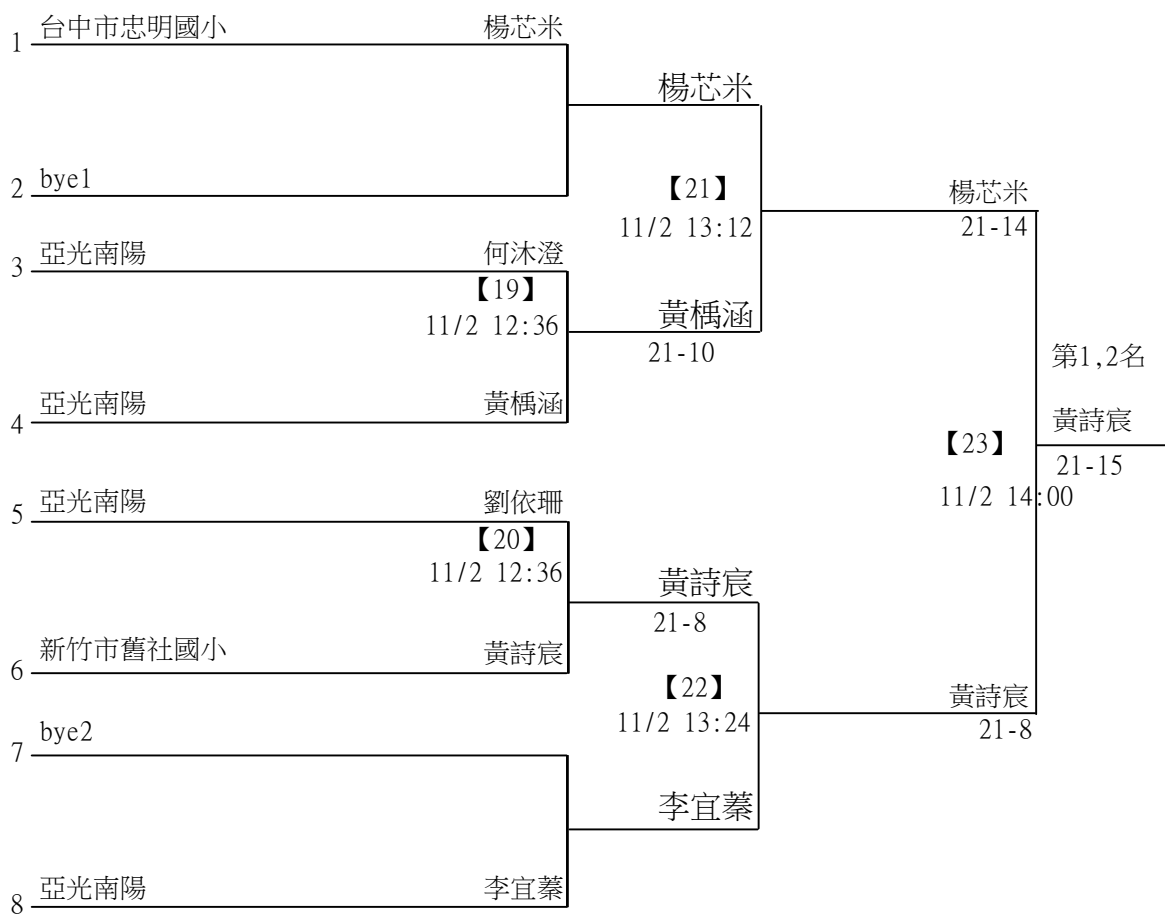 1 台中市忠明國小 楊芯米
楊芯米
2 bye1
【21】
11/2 13:12
楊芯米
21-14
3 亞光南陽 何沐澄
【19】
11/2 12:36
黃楀涵
21-10
4 亞光南陽 黃楀涵
第1,2名
黃詩宸
【23】
21-15
11/2 14:00
5 亞光南陽 劉依珊
【20】
11/2 12:36
黃詩宸
21-8
6 新竹市舊社國小 黃詩宸
【22】
11/2 13:24
黃詩宸
21-8
7 bye2
李宜蓁
8 亞光南陽 李宜蓁